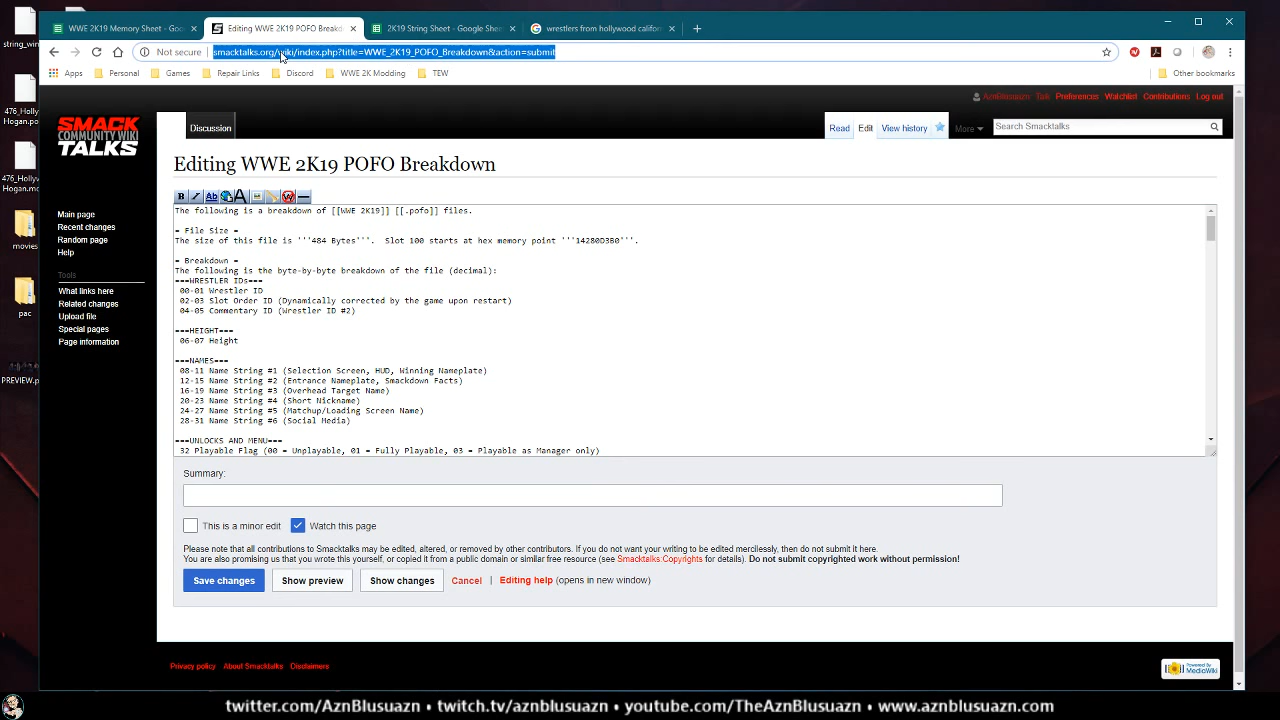 string_win
476_Holly
Hogan.po
476_Hollyv
Hogan.mo
movies
pac
PREVIEW.p
WWE 2K19 Memory Sheet - Goo
Editing WWE 2K19 POFO Breakdo
2K19 String Sheet - Google Shee
wrestlers from hollywood califor
Not secure
smacktalks.org/wiki/index.php?title=WWE_2K19_POFO_Breakdown&action=submit
Apps
Personal
Games
Repair Links
Discord
WWE 2K Modding
TEW
Other bookmarks
AznBlusuazn Talk Preferences Watchlist Contributions Log out
SMACK
COMMUNITY WIKI
TALKS
Discussion
Read
Edit
View history
More
Search Smacktalks
Editing WWE 2K19 POFO Breakdown
Main page
Recent changes
Random page
Help
Tools
What links here
Related changes
Upload file
Special pages
Page information
The following is a breakdown of [[WWE 2K19]] [[.pofo]] files.
= File Size =
The size of this file is '''484 Bytes'''. Slot 100 starts at hex memory point '''14280D3B0'''.
= Breakdown =
The following is the byte-by-byte breakdown of the file (decimal):
===WRESTLER IDs===
00-01 Wrestler ID
02-03 Slot Order ID (Dynamically corrected by the game upon restart)
04-05 Commentary ID (Wrestler ID #2)
===HEIGHT===
06-07 Height
===NAMES===
08-11 Name String #1 (Selection Screen, HUD, Winning Nameplate)
12-15 Name String #2 (Entrance Nameplate, Smackdown Facts)
16-19 Name String #3 (Overhead Target Name)
20-23 Name String #4 (Short Nickname)
24-27 Name String #5 (Matchup/Loading Screen Name)
28-31 Name String #6 (Social Media)
===UNLOCKS AND MENU===
32 Playable Flag (00 = Unplayable, 01 = Fully Playable, 03 = Playable as Manager only)
Summary:
This is a minor edit
Watch this page
Please note that all contributions to Smacktalks may be edited, altered, or removed by other contributors. If you do not want your writing to be edited mercilessly, then do not submit it here.
You are also promising us that you wrote this yourself, or copied it from a public domain or similar free resource (see Smacktalks:Copyrights for details). Do not submit copyrighted work without permission!
Save changes
Show preview
Show changes
Cancel | Editing help (opens in new window)
Privacy policy About Smacktalks Disclaimers
Powered By
MediaWiki
twitter.com/AznBlusuazn • twitch.tv/aznblusuazn • youtube.com/TheAznBlusuazn • www.aznblusuazn.com